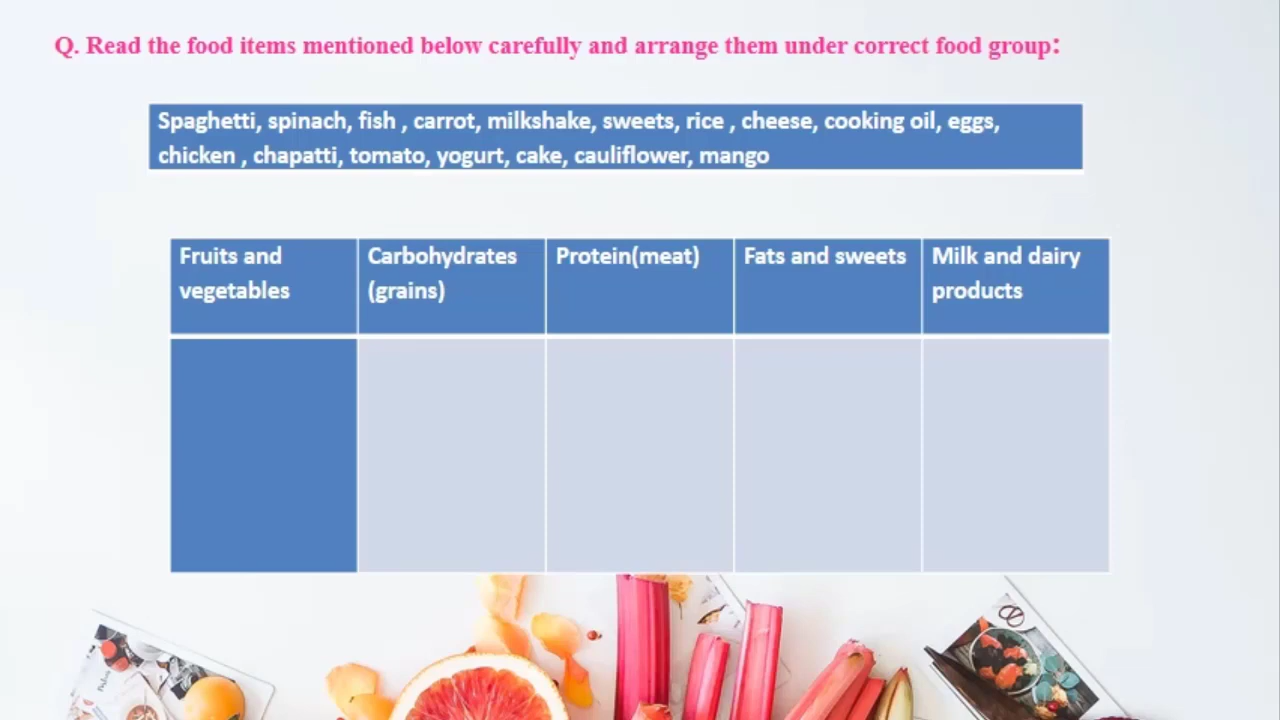 Q. Read the food items mentioned below carefully and arrange them under correct food group:
Spaghetti, spinach, fish , carrot, milkshake, sweets, rice , cheese, cooking oil, eggs,
chicken , chapatti, tomato, yogurt, cake, cauliflower, mango
Fruits and
vegetables
Carbohydrates
(grains)
Protein(meat)
Fats and sweets
Milk and dairy
products